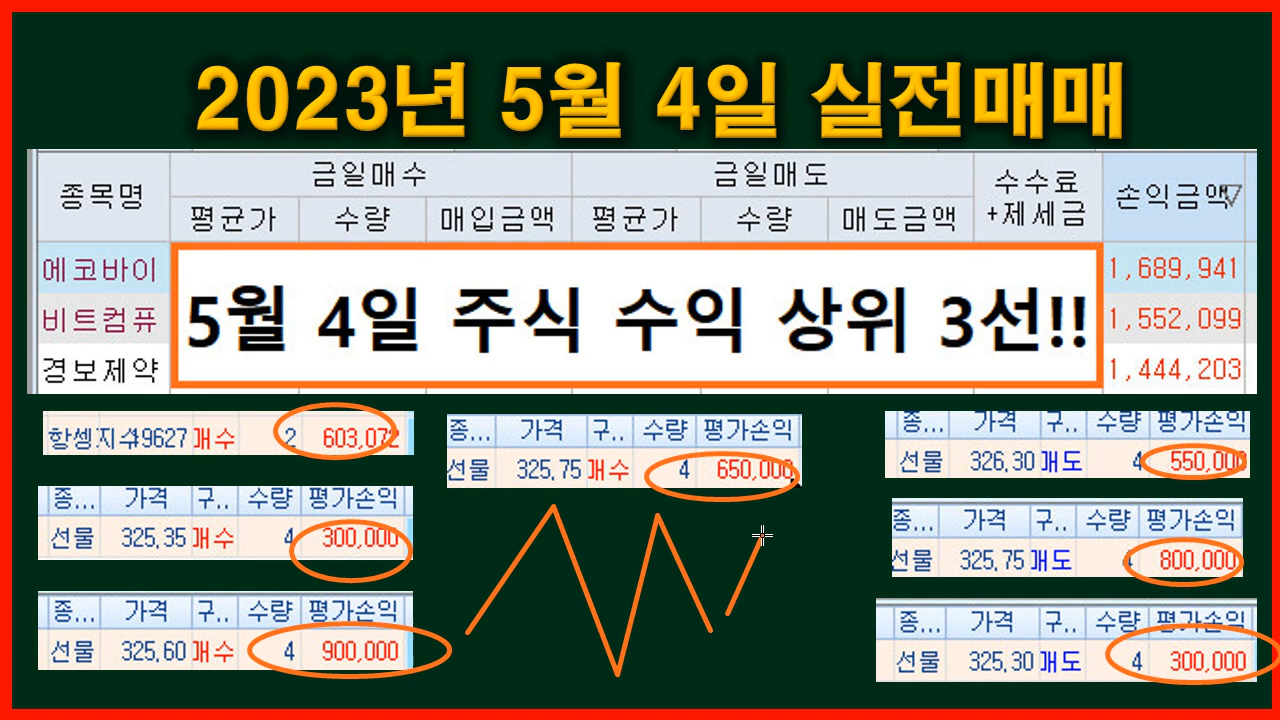 2023년 5월 4일 실전매매
종목명 금일매수 금일매도 수수료+제세금 손익금액▽
평균가 수량 매입금액 평균가 수량 매도금액
에코바이 1,689,941
비트컴퓨 1,552,099
경보제약 1,444,203
5월 4일 주식 수익 상위 3선!!
항셍지수 19627 매수 2 603,072
종... 가격 구.. 수량 평가손익
선물 325,35 매수 4 300,000
종... 가격 구.. 수량 평가손익
선물 325,60 매수 4 900,000
종... 가격 구.. 수량 평가손익
선물 325,75 매수 4 650,000
종... 가격 구.. 수량 평가손익
선물 326,30 매도 4 550,000
종... 가격 구.. 수량 평가손익
선물 325,75 매도 4 800,000
종... 가격 구.. 수량 평가손익
선물 325,30 매도 4 300,000